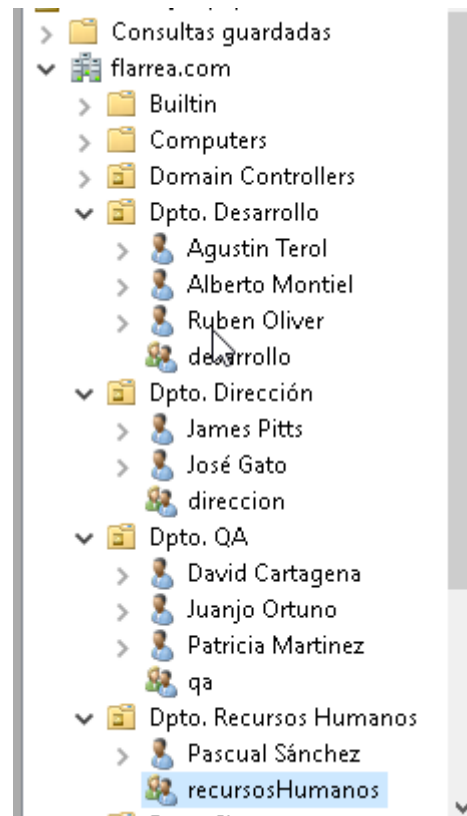 Consultas guardadas
flarrea.com
Builtin
Computers
Domain Controllers
Dpto. Desarrollo
Agustin Terol
Alberto Montiel
Ruben Oliver
desarrollo
Dpto. Dirección
James Pitts
José Gato
direccion
Dpto. QA
David Cartagena
Juanjo Ortuno
Patricia Martinez
qa
Dpto. Recursos Humanos
Pascual Sánchez
recursosHumanos